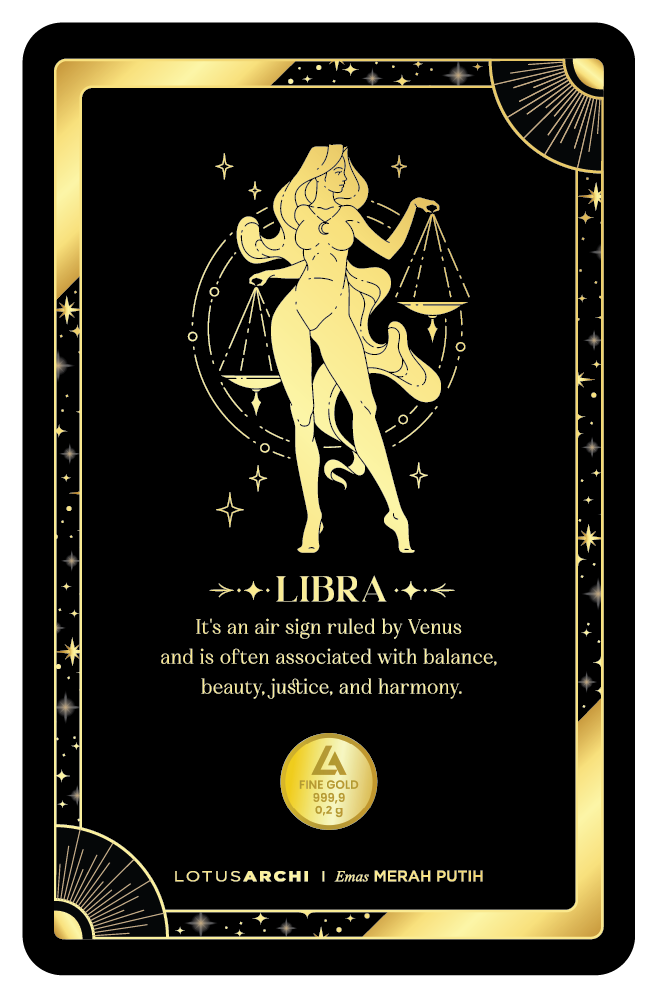 LIBRA
It's an air sign ruled by Venus
and is often associated with balance,
beauty, justice, and harmony.
LA
FINE GOLD
999,9
0,2 g
LOTUSARCHI | Emas MERAH PUTIH